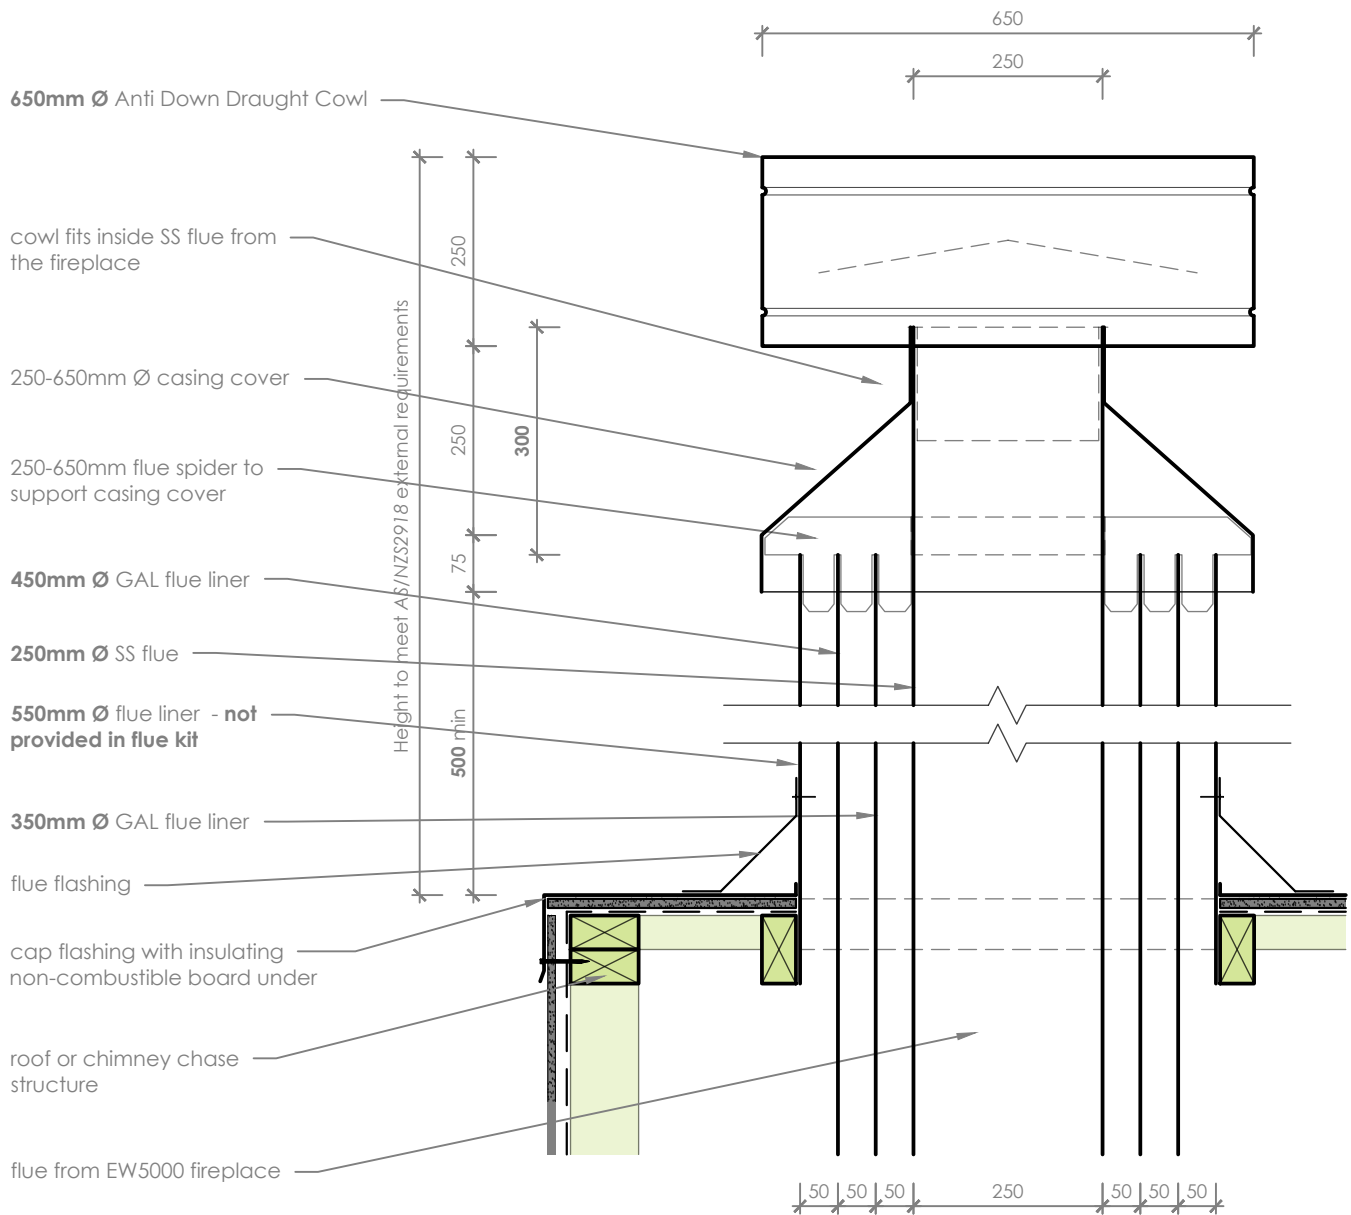 650
250
650mm Ø Anti Down Draught Cowl
cowl fits inside SS flue from
the fireplace
250-650mm Ø casing cover
250-650mm flue spider to
support casing cover
450mm Ø GAL flue liner
250mm Ø SS flue
550mm Ø flue liner - not
provided in flue kit
350mm Ø GAL flue liner
flue flashing
cap flashing with insulating
non-combustible board under
roof or chimney chase
structure
flue from EW5000 fireplace
Height to meet AS/NZS2918 external requirements
250
250
75
500 min
300
50
50
50
250
50
50
50